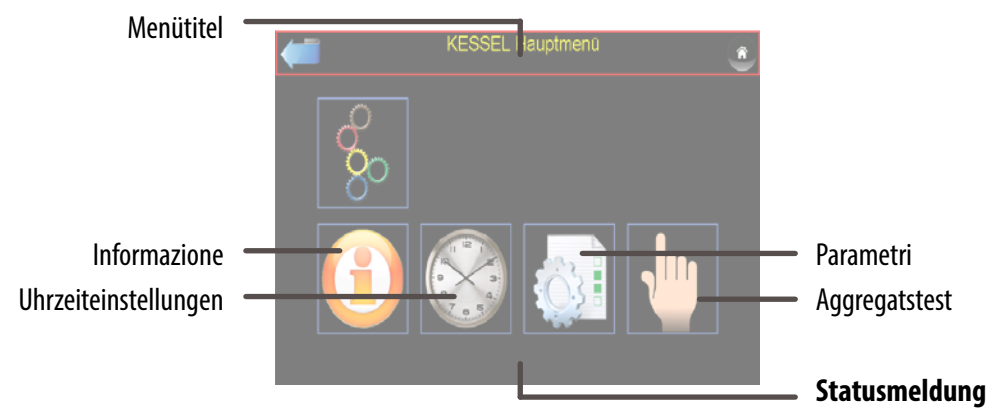 Menütitel
KESSEL Hauptmenü
Informazione
Uhrzeiteinstellungen
Parametri
Aggregatstest
Statusmeldung